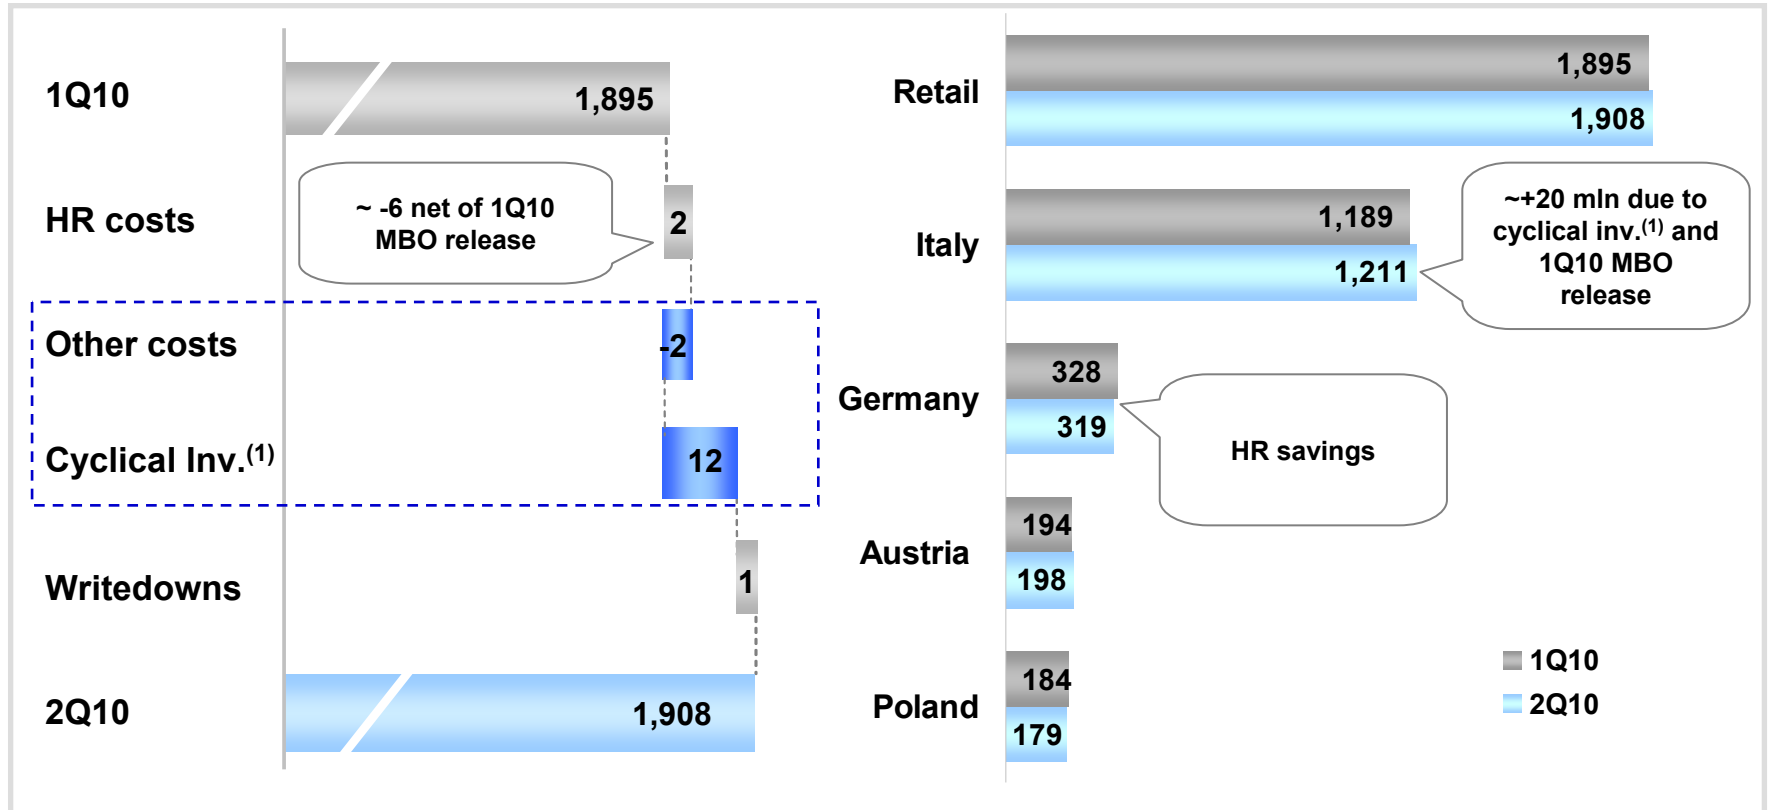 1Q10
1,895
HR costs
2
~ -6 net of 1Q10
MBO release
Other costs
-2
Cyclical Inv.(1)
12
Writedowns
1
2Q10
1,908
Retail
1,895
1,908
Italy
1,189
1,211
~+20 mln due to
cyclical inv.(1) and
1Q10 MBO
release
Germany
328
319
HR savings
Austria
194
198
Poland
184
179
1Q10
2Q10